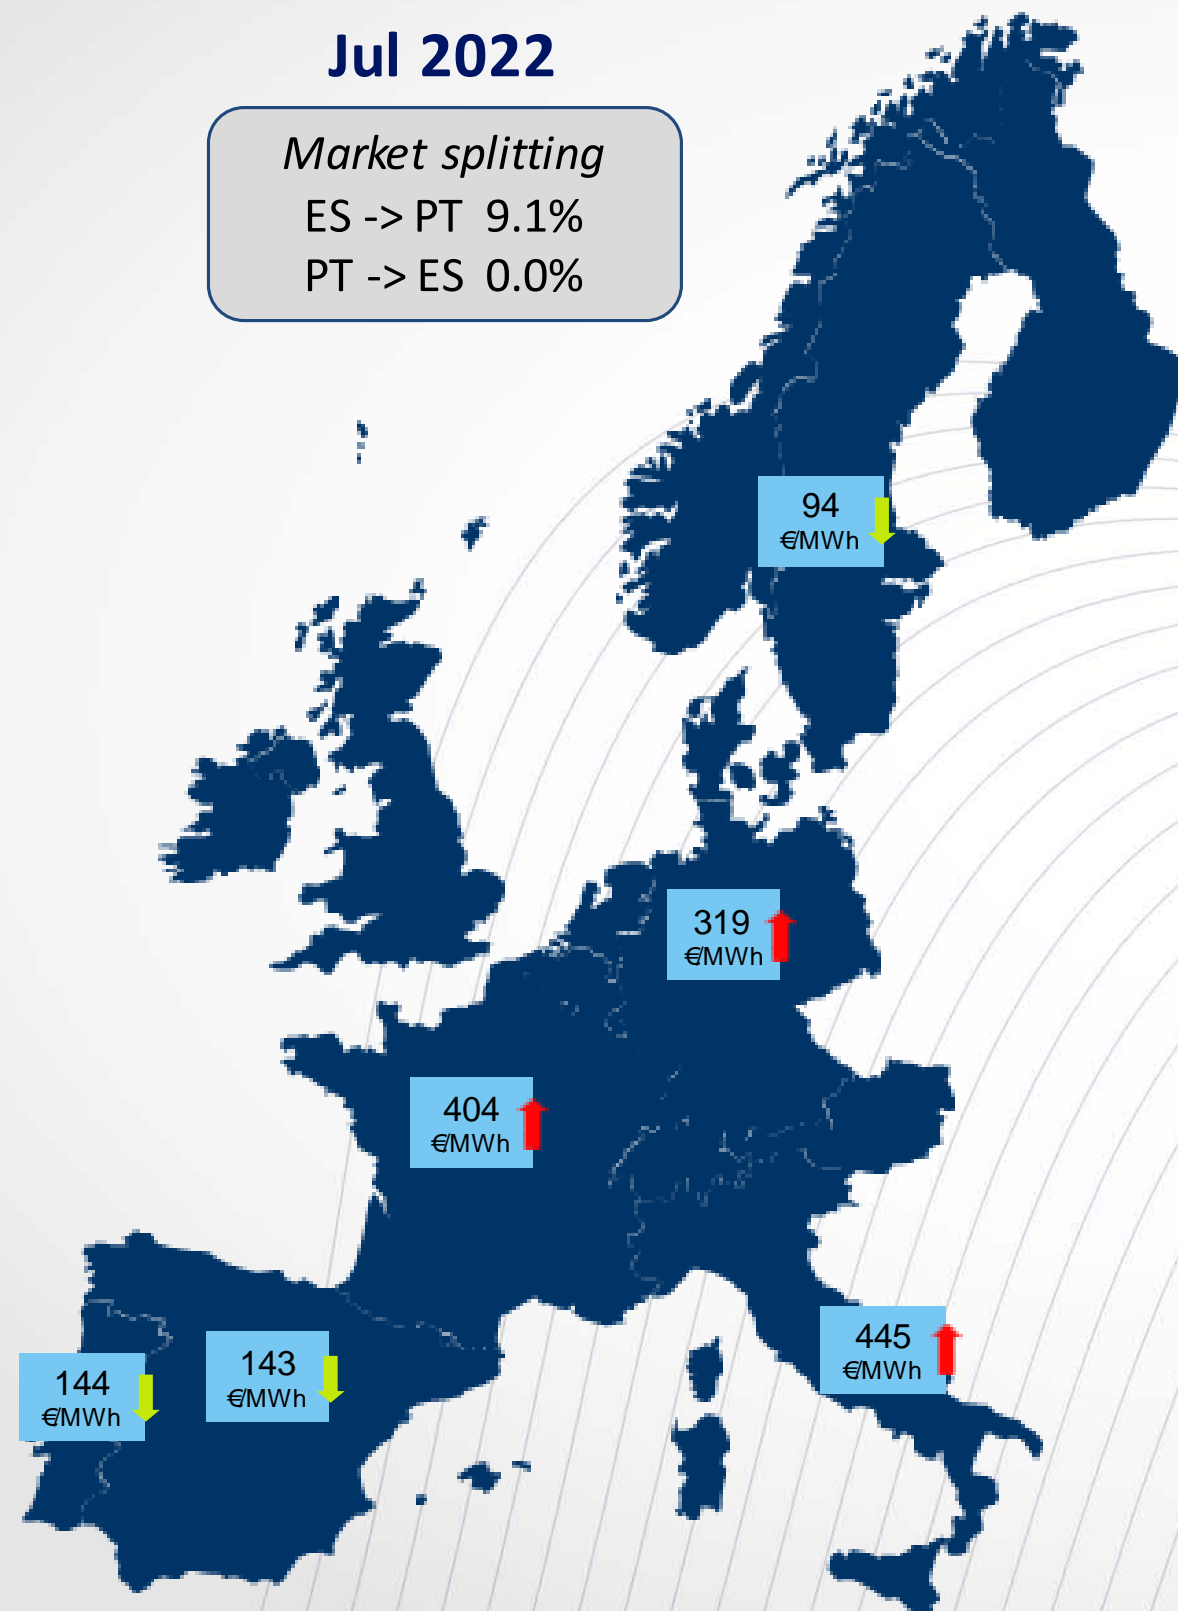 Jul 2022
Market splitting
ES -> PT 9.1%
PT -> ES 0.0%
94
€/MWh
319
€/MWh
404
€/MWh
445
€/MWh
143
€/MWh
144
€/MWh